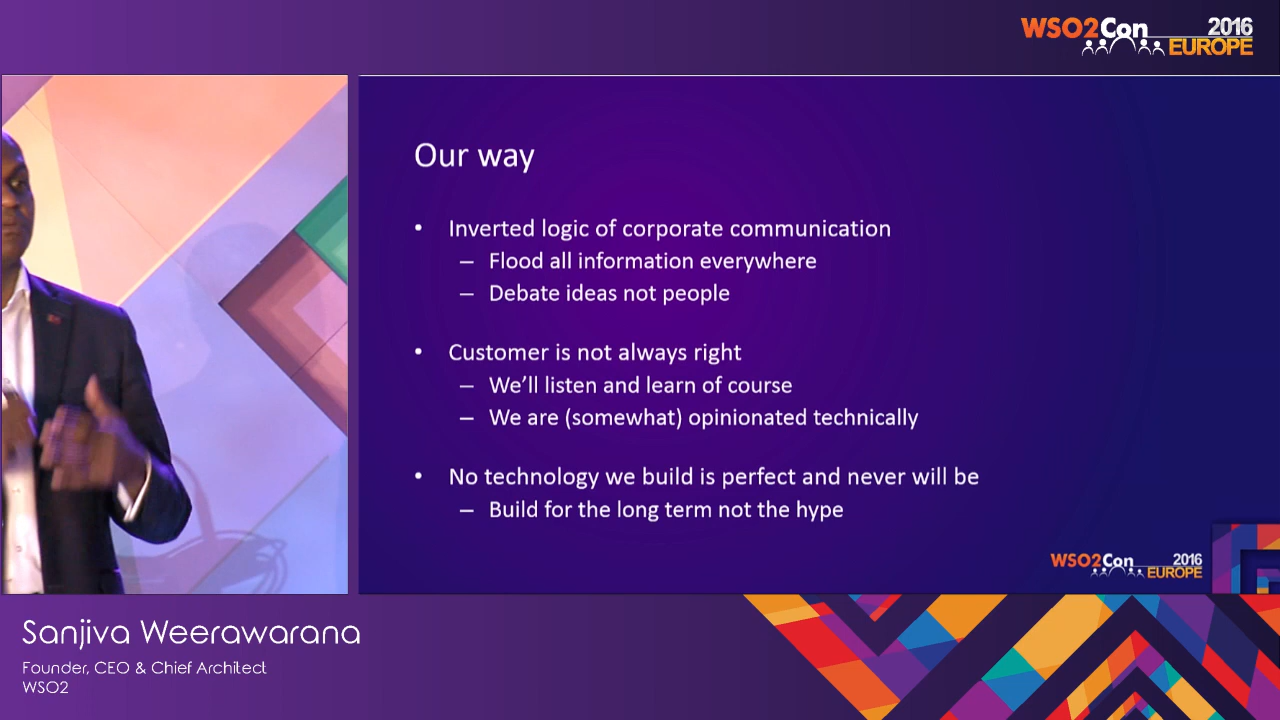 WSO2Con 2016
EUROPE
Our way
• Inverted logic of corporate communication
– Flood all information everywhere
– Debate ideas not people
• Customer is not always right
– We’ll listen and learn of course
– We are (somewhat) opinionated technically
• No technology we build is perfect and never will be
– Build for the long term not the hype
WSO2Con 2016
EUROPE
Sanjiva Weerawarana
Founder, CEO & Chief Architect
WSO2